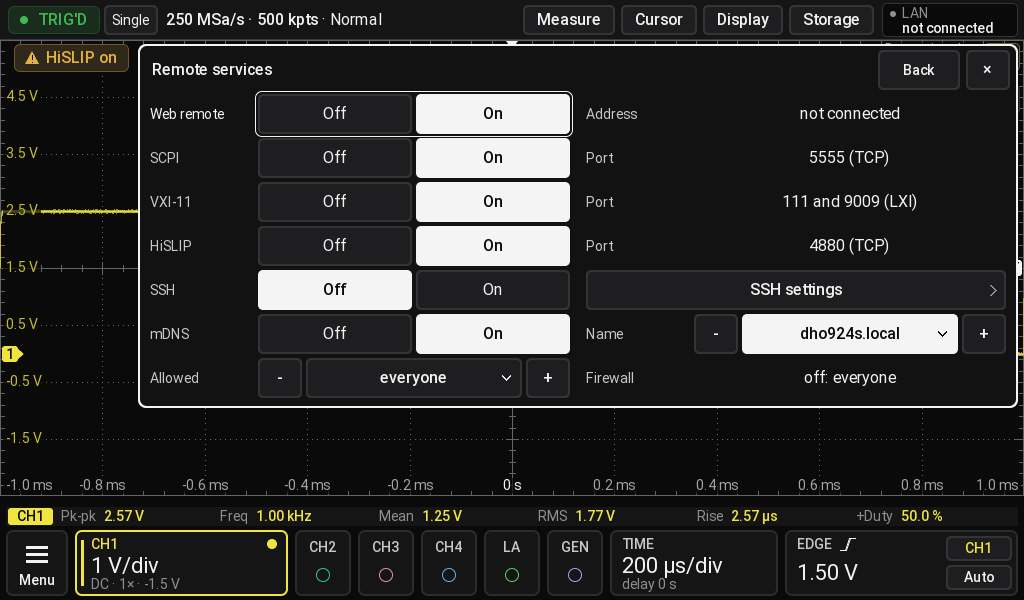 TRIG'D Single 250 MSa/s · 500 kpts · Normal Measure Cursor Display Storage LAN
not connected
HiSLIP on
Remote services Back ×
Web remote Off On Address not connected
SCPI Off On Port 5555 (TCP)
VXI-11 Off On Port 111 and 9009 (LXI)
HiSLIP Off On Port 4880 (TCP)
SSH Off On SSH settings
mDNS Off On Name - dho924s.local +
Allowed - everyone + Firewall off: everyone
4.5 V
3.5 V
2.5 V
1.5 V
0.5 V
1
-0.5 V
-1.5 V
-1.0 ms -0.8 ms -0.6 ms -0.4 ms -0.2 ms 0 s 0.2 ms 0.4 ms 0.6 ms 0.8 ms 1.0 ms
CH1 Pk-pk 2.57 V Freq 1.00 kHz Mean 1.25 V RMS 1.77 V Rise 2.57 µs +Duty 50.0 %
Menu
CH1
1 V/div
DC · 1× · -1.5 V
CH2 CH3 CH4 LA GEN
TIME
200 µs/div
delay 0 s
EDGE
1.50 V
CH1
Auto